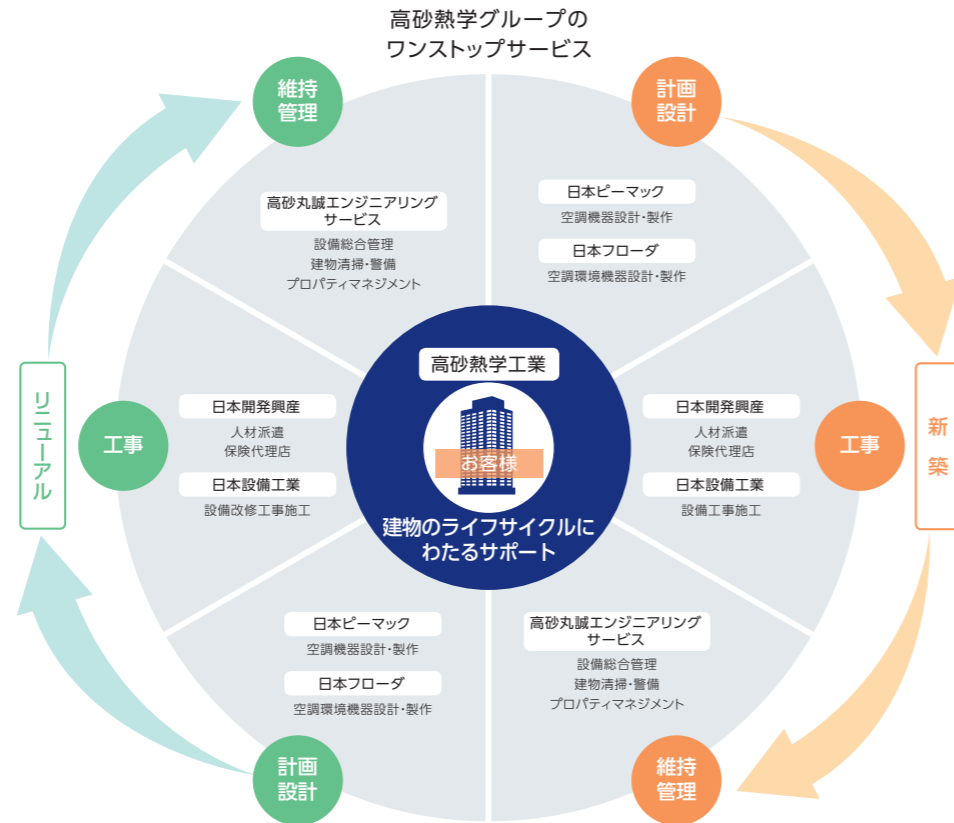 高砂熱学グループの
ワンストップサービス
維持
管理
計画
設計
高砂丸誠エンジニアリング
サービス
設備総合管理
建物清掃・警備
プロパティマネジメント
日本ピーマック
空調機器設計・製作
日本フローダ
空調環境機器設計・製作
リニューアル
工事
日本開発興産
人材派遣
保険代理店
日本設備工業
設備改修工事施工
高砂熱学工業
お客様
建物のライフサイクルに
わたるサポート
日本開発興産
人材派遣
保険代理店
日本設備工業
設備工事施工
工事
新築
日本ピーマック
空調機器設計・製作
日本フローダ
空調環境機器設計・製作
計画
設計
高砂丸誠エンジニアリング
サービス
設備総合管理
建物清掃・警備
プロパティマネジメント
維持
管理